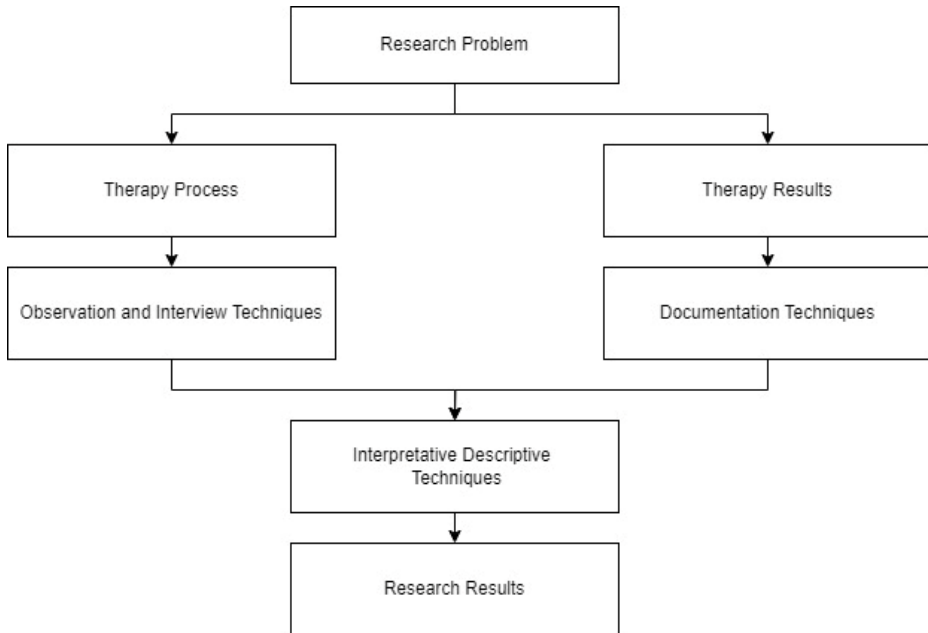 Research Problem
Therapy Process
Therapy Results
Observation and Interview Techniques
Documentation Techniques
Interpretative Descriptive
Techniques
Research Results